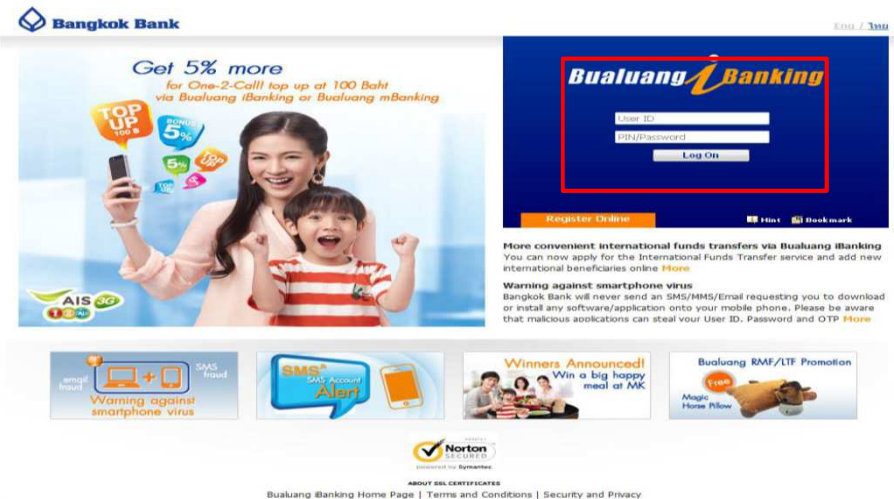 Bangkok Bank
Eng / ไทย
Get 5% more
for One-2-Call! top up at 100 Baht
via Bualuang iBanking or Bualuang mBanking
TOP UP
100 ฿
BONUS
5%
5%
TOP UP
TOP UP
AIS 3G
1 2 Call!
Bualuang iBanking
User ID
PIN/Password
Log On
Register Online
Hint
Bookmark
More convenient international funds transfers via Bualuang iBanking
You can now apply for the International Funds Transfer service and add new
international beneficiaries online More
Warning against smartphone virus
Bangkok Bank will never send an SMS/MMS/Email requesting you to download
or install any software/application onto your mobile phone. Please be aware
that malicious applications can steal your User ID, Password and OTP More
email fraud
SMS fraud
Warning against
smartphone virus
SMS
SMS Account
Alert
Winners Announced!
Win a big happy
meal at MK
Bualuang RMF/LTF Promotion
Free
Magic
Horse Pillow
Norton
SECURED
powered by Symantec
ABOUT SSL CERTIFICATES
Bualuang iBanking Home Page | Terms and Conditions | Security and Privacy